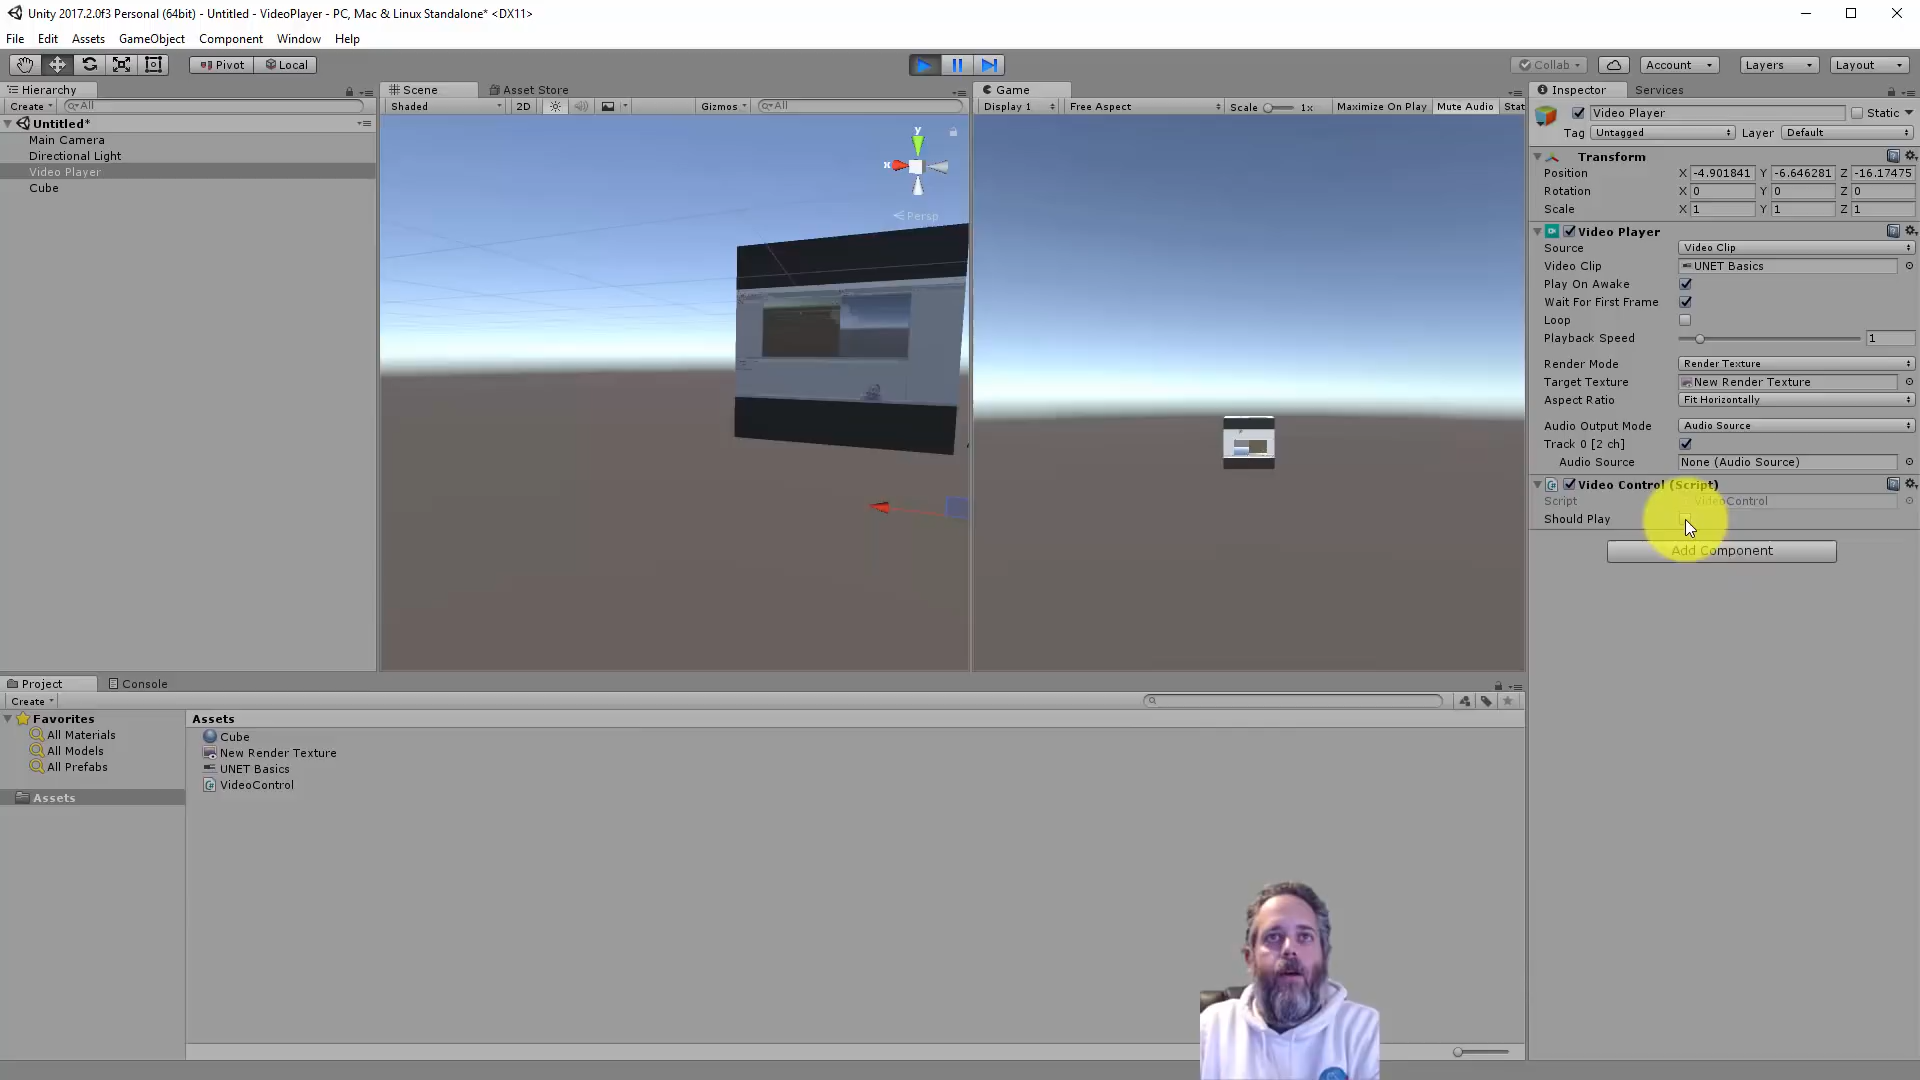 Unity 2017.2.0f3 Personal (64bit) - Untitled - VideoPlayer - PC, Mac & Linux Standalone* <DX11>
File Edit Assets GameObject Component Window Help
Pivot Local Collab Account Layers Layout
Hierarchy
Create All
Untitled*
Main Camera
Directional Light
Video Player
Cube
Scene Asset Store
Shaded 2D Gizmos All
y
x
Persp
Game
Display 1 Free Aspect Scale 1x Maximize On Play Mute Audio Stat
Inspector Services
Video Player Static
Tag Untagged Layer Default
Transform
Position X -4.901841 Y -6.646281 Z -16.17475
Rotation X 0 Y 0 Z 0
Scale X 1 Y 1 Z 1
Video Player
Source Video Clip
Video Clip UNET Basics
Play On Awake
Wait For First Frame
Loop
Playback Speed 1
Render Mode Render Texture
Target Texture New Render Texture
Aspect Ratio Fit Horizontally
Audio Output Mode Audio Source
Track 0 [2 ch]
Audio Source None (Audio Source)
Video Control (Script)
Script VideoControl
Should Play
Add Component
Project Console
Create
Favorites
All Materials
All Models
All Prefabs
Assets
Assets
Cube
New Render Texture
UNET Basics
VideoControl